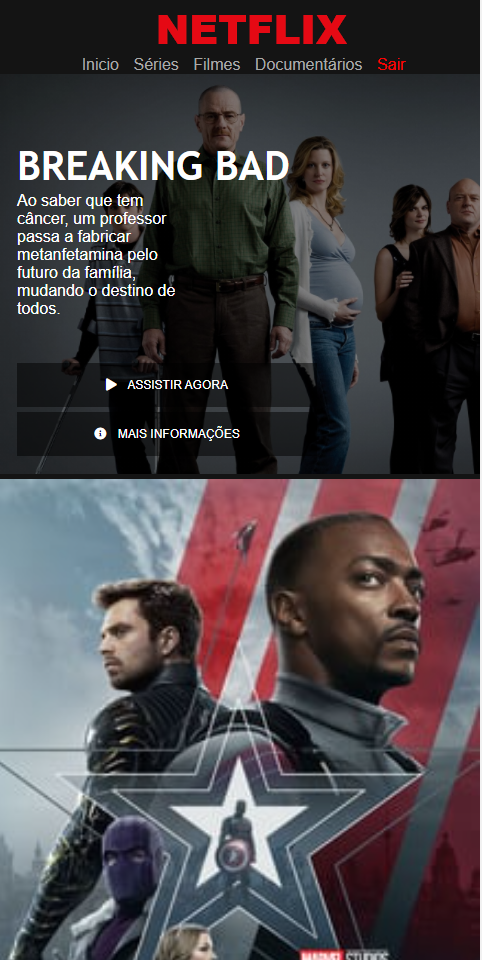 NETFLIX
Inicio Séries Filmes Documentários Sair
BREAKING BAD
Ao saber que tem
câncer, um professor
passa a fabricar
metanfetamina pelo
futuro da família,
mudando o destino de
todos.
ASSISTIR AGORA
MAIS INFORMAÇÕES
MARVEL STUDIOS